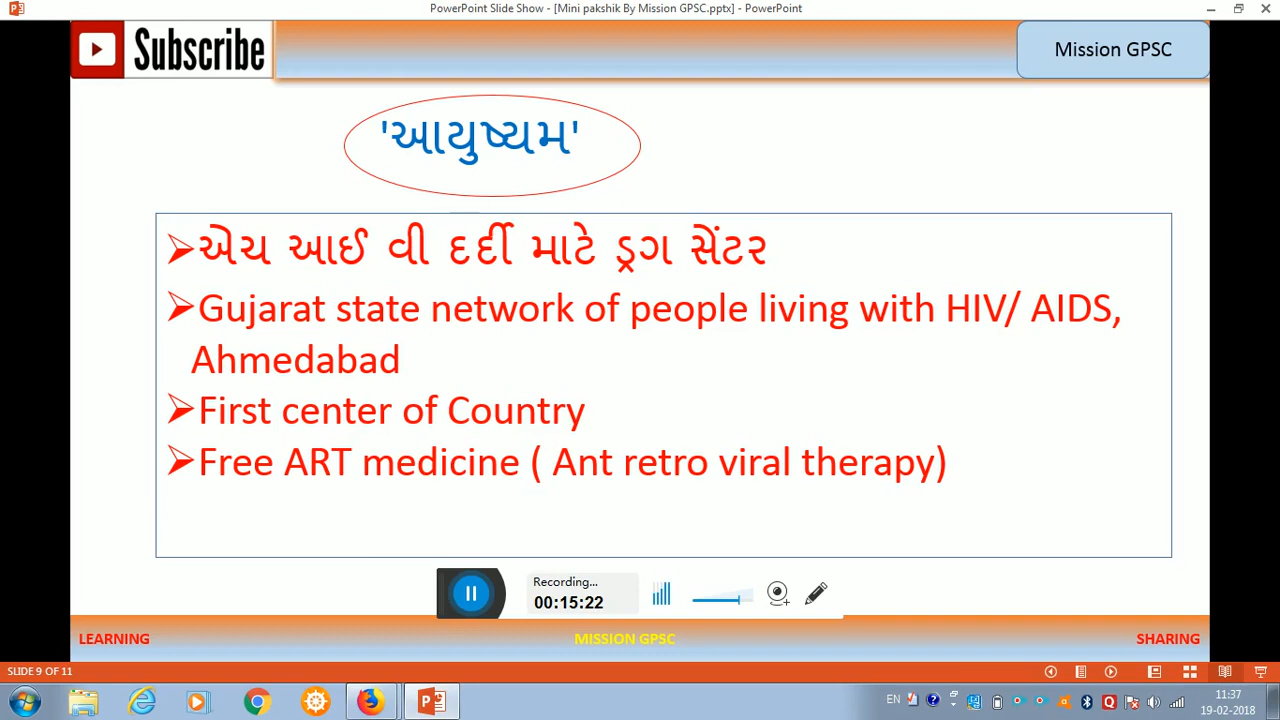 PowerPoint Slide Show - [Mini pakshik By Mission GPSC.pptx] - PowerPoint
Subscribe
Mission GPSC
'આયુષ્યમ'
એચ આઈ વી દર્દી માટે ડ્રગ સેંટર
Gujarat state network of people living with HIV/ AIDS,
Ahmedabad
First center of Country
Free ART medicine ( Ant retro viral therapy)
Recording...
00:15:22
LEARNING
MISSION GPSC
SHARING
SLIDE 9 OF 11
EN
11:37
19-02-2018